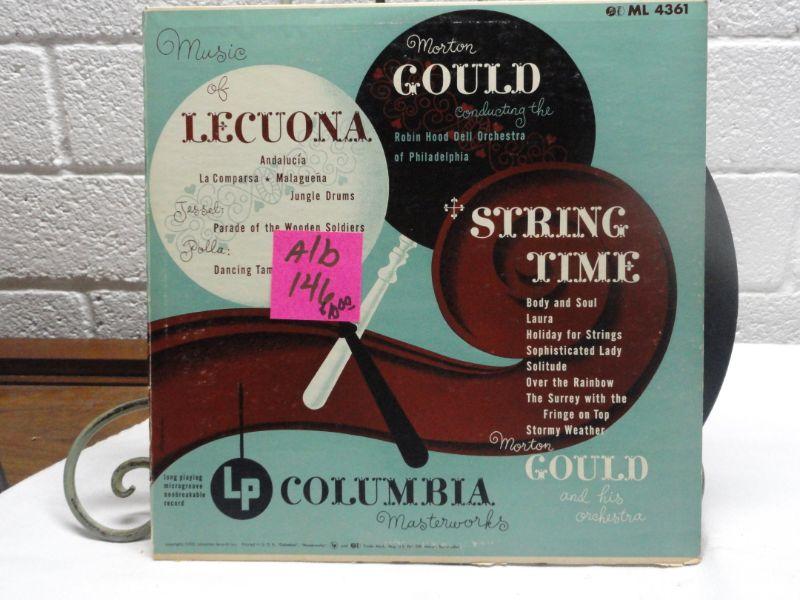 ML 4361
Music
of
LECUONA
Andalucía
La Comparsa ★ Malagueña
Jungle Drums
Jessel:
Parade of the Wooden Soldiers
Polla:
Dancing
Alb
146
Morton
GOULD
conducting the
Robin Hood Dell Orchestra
of Philadelphia
STRING
TIME
Body and Soul
Laura
Holiday for Strings
Sophisticated Lady
Solitude
Over the Rainbow
The Surrey with the
Fringe on Top
Stormy Weather
Morton
GOULD
and his
orchestra
long playing
microgroove
nonbreakable
record
Lp
COLUMBIA
Masterworks